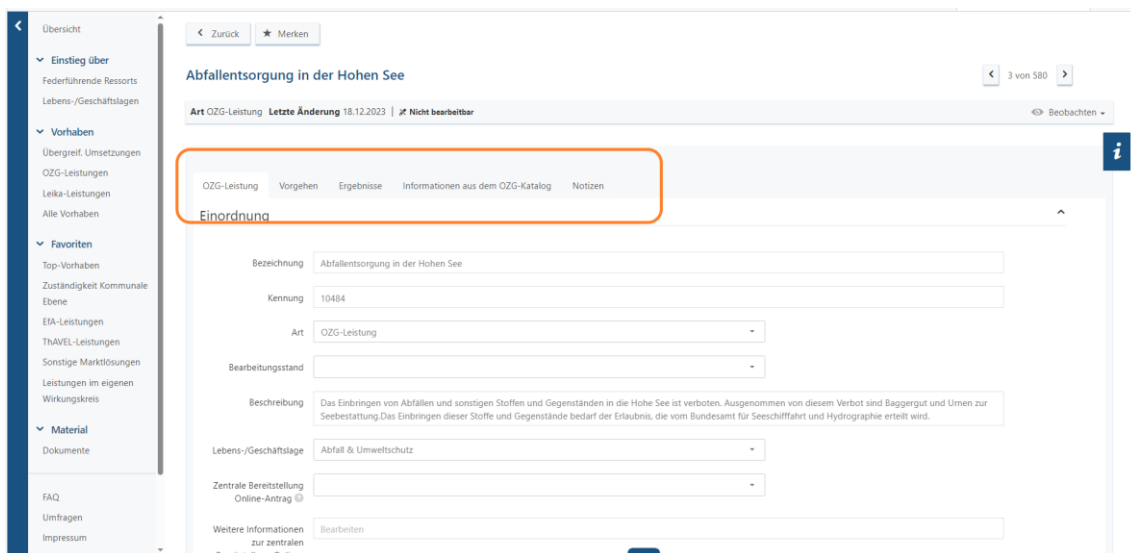 Übersicht
Einstieg über
Federführende Ressorts
Lebens-/Geschäftslagen
Vorhaben
Übergreif. Umsetzungen
OZG-Leistungen
Leika-Leistungen
Alle Vorhaben
Favoriten
Top-Vorhaben
Zuständigkeit Kommunale
Ebene
EfA-Leistungen
ThAVEL-Leistungen
Sonstige Marktlösungen
Leistungen im eigenen
Wirkungskreis
Material
Dokumente
FAQ
Umfragen
Impressum
Zurück Merken
Abfallentsorgung in der Hohen See
3 von 580
Art OZG-Leistung Letzte Änderung 18.12.2023 | Nicht bearbeitbar
Beobachten
i
OZG-Leistung Vorgehen Ergebnisse Informationen aus dem OZG-Katalog Notizen
Einordnung
Bezeichnung Abfallentsorgung in der Hohen See
Kennung 10484
Art OZG-Leistung
Bearbeitungsstand
Beschreibung Das Einbringen von Abfällen und sonstigen Stoffen und Gegenständen in die Hohe See ist verboten. Ausgenommen von diesem Verbot sind Baggergut und Urnen zur
Seebestattung.Das Einbringen dieser Stoffe und Gegenstände bedarf der Erlaubnis, die vom Bundesamt für Seeschifffahrt und Hydrographie erteilt wird.
Lebens-/Geschäftslage Abfall & Umweltschutz
Zentrale Bereitstellung
Online-Antrag
Weitere Informationen Bearbeiten
zur zentralen